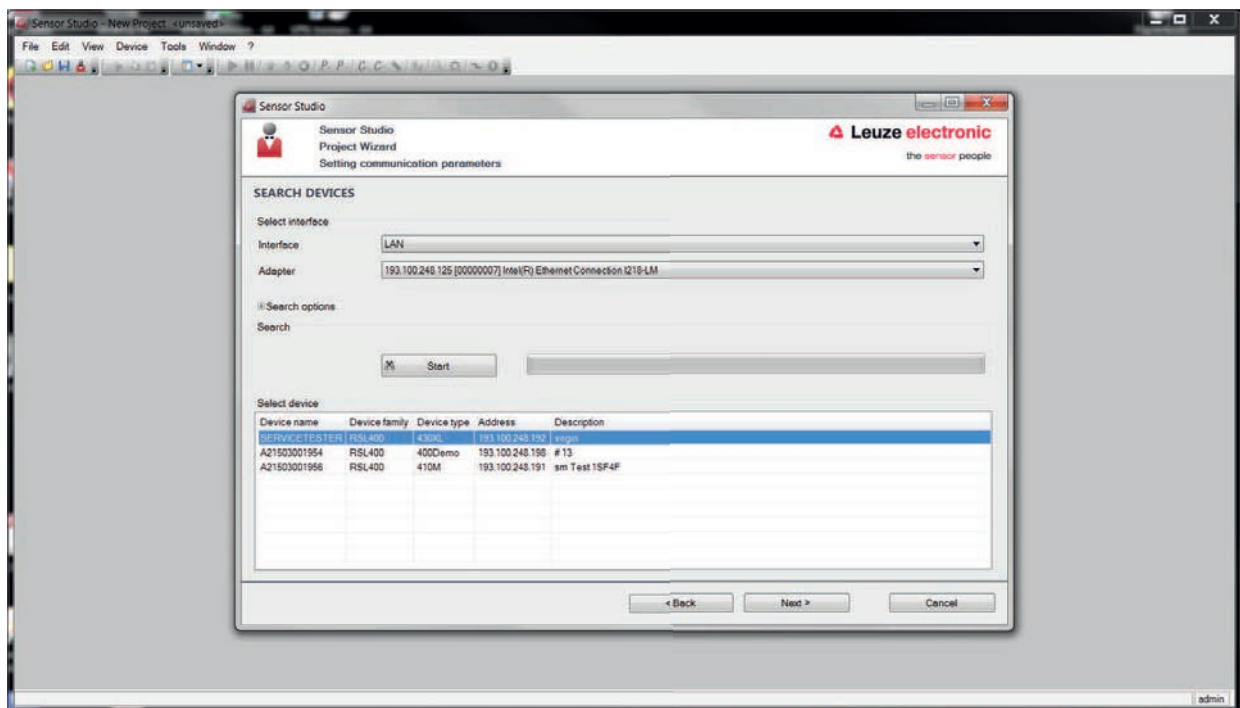 Sensor Studio - New Project <unsaved>
File Edit View Device Tools Window ?
Sensor Studio
Sensor Studio
Project Wizard
Setting communication parameters
Leuze electronic
the sensor people
SEARCH DEVICES
Select interface
Interface LAN
Adapter 193.100.248.125 [00000007] Intel(R) Ethernet Connection I218-LM
Search options
Search
Start
Select device
Device name Device family Device type Address Description
SERVICETESTER RSL400 430XL 193.100.248.192 virgin
A21503001954 RSL400 400Demo 193.100.248.198 # 13
A21503001956 RSL400 410M 193.100.248.191 sm Test 1SF4F
< Back Next > Cancel
admin